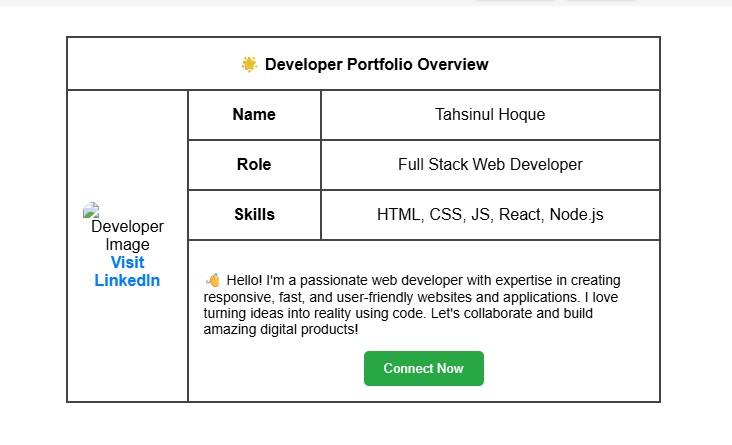 🌟 Developer Portfolio Overview
Name
Tahsinul Hoque
Role
Full Stack Web Developer
Skills
HTML, CSS, JS, React, Node.js
Developer
Image
Visit
LinkedIn
👋 Hello! I'm a passionate web developer with expertise in creating
responsive, fast, and user-friendly websites and applications. I love
turning ideas into reality using code. Let's collaborate and build
amazing digital products!
Connect Now